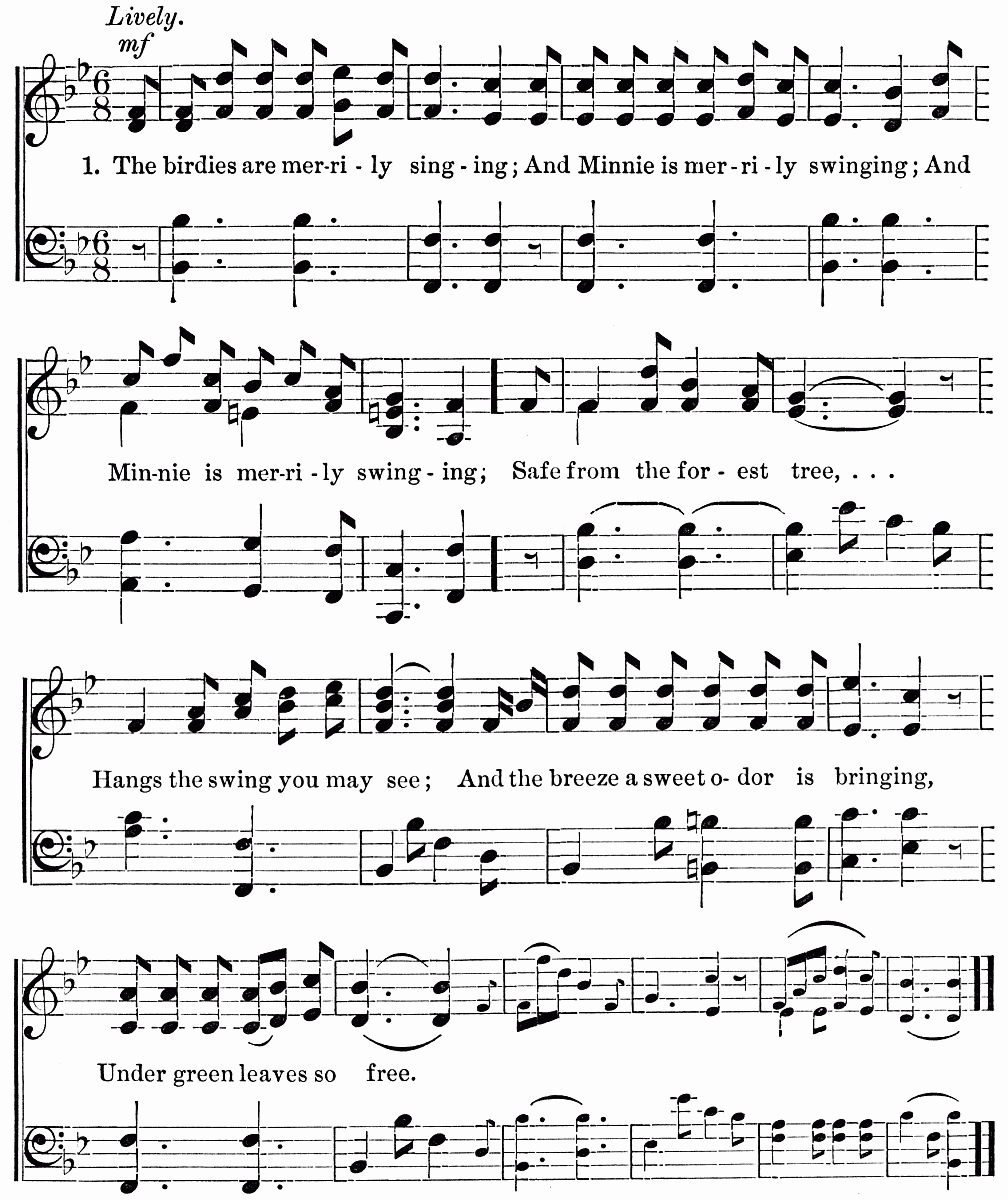 Lively.
mf
6
8
1. The birdies are mer-ri - ly sing - ing; And Minnie is mer - ri - ly swinging; And
6
8
Min-nie is mer-ri - ly swing - ing; Safe from the for - est tree, . . .
Hangs the swing you may see; And the breeze a sweet o- dor is bringing,
Under green leaves so free.